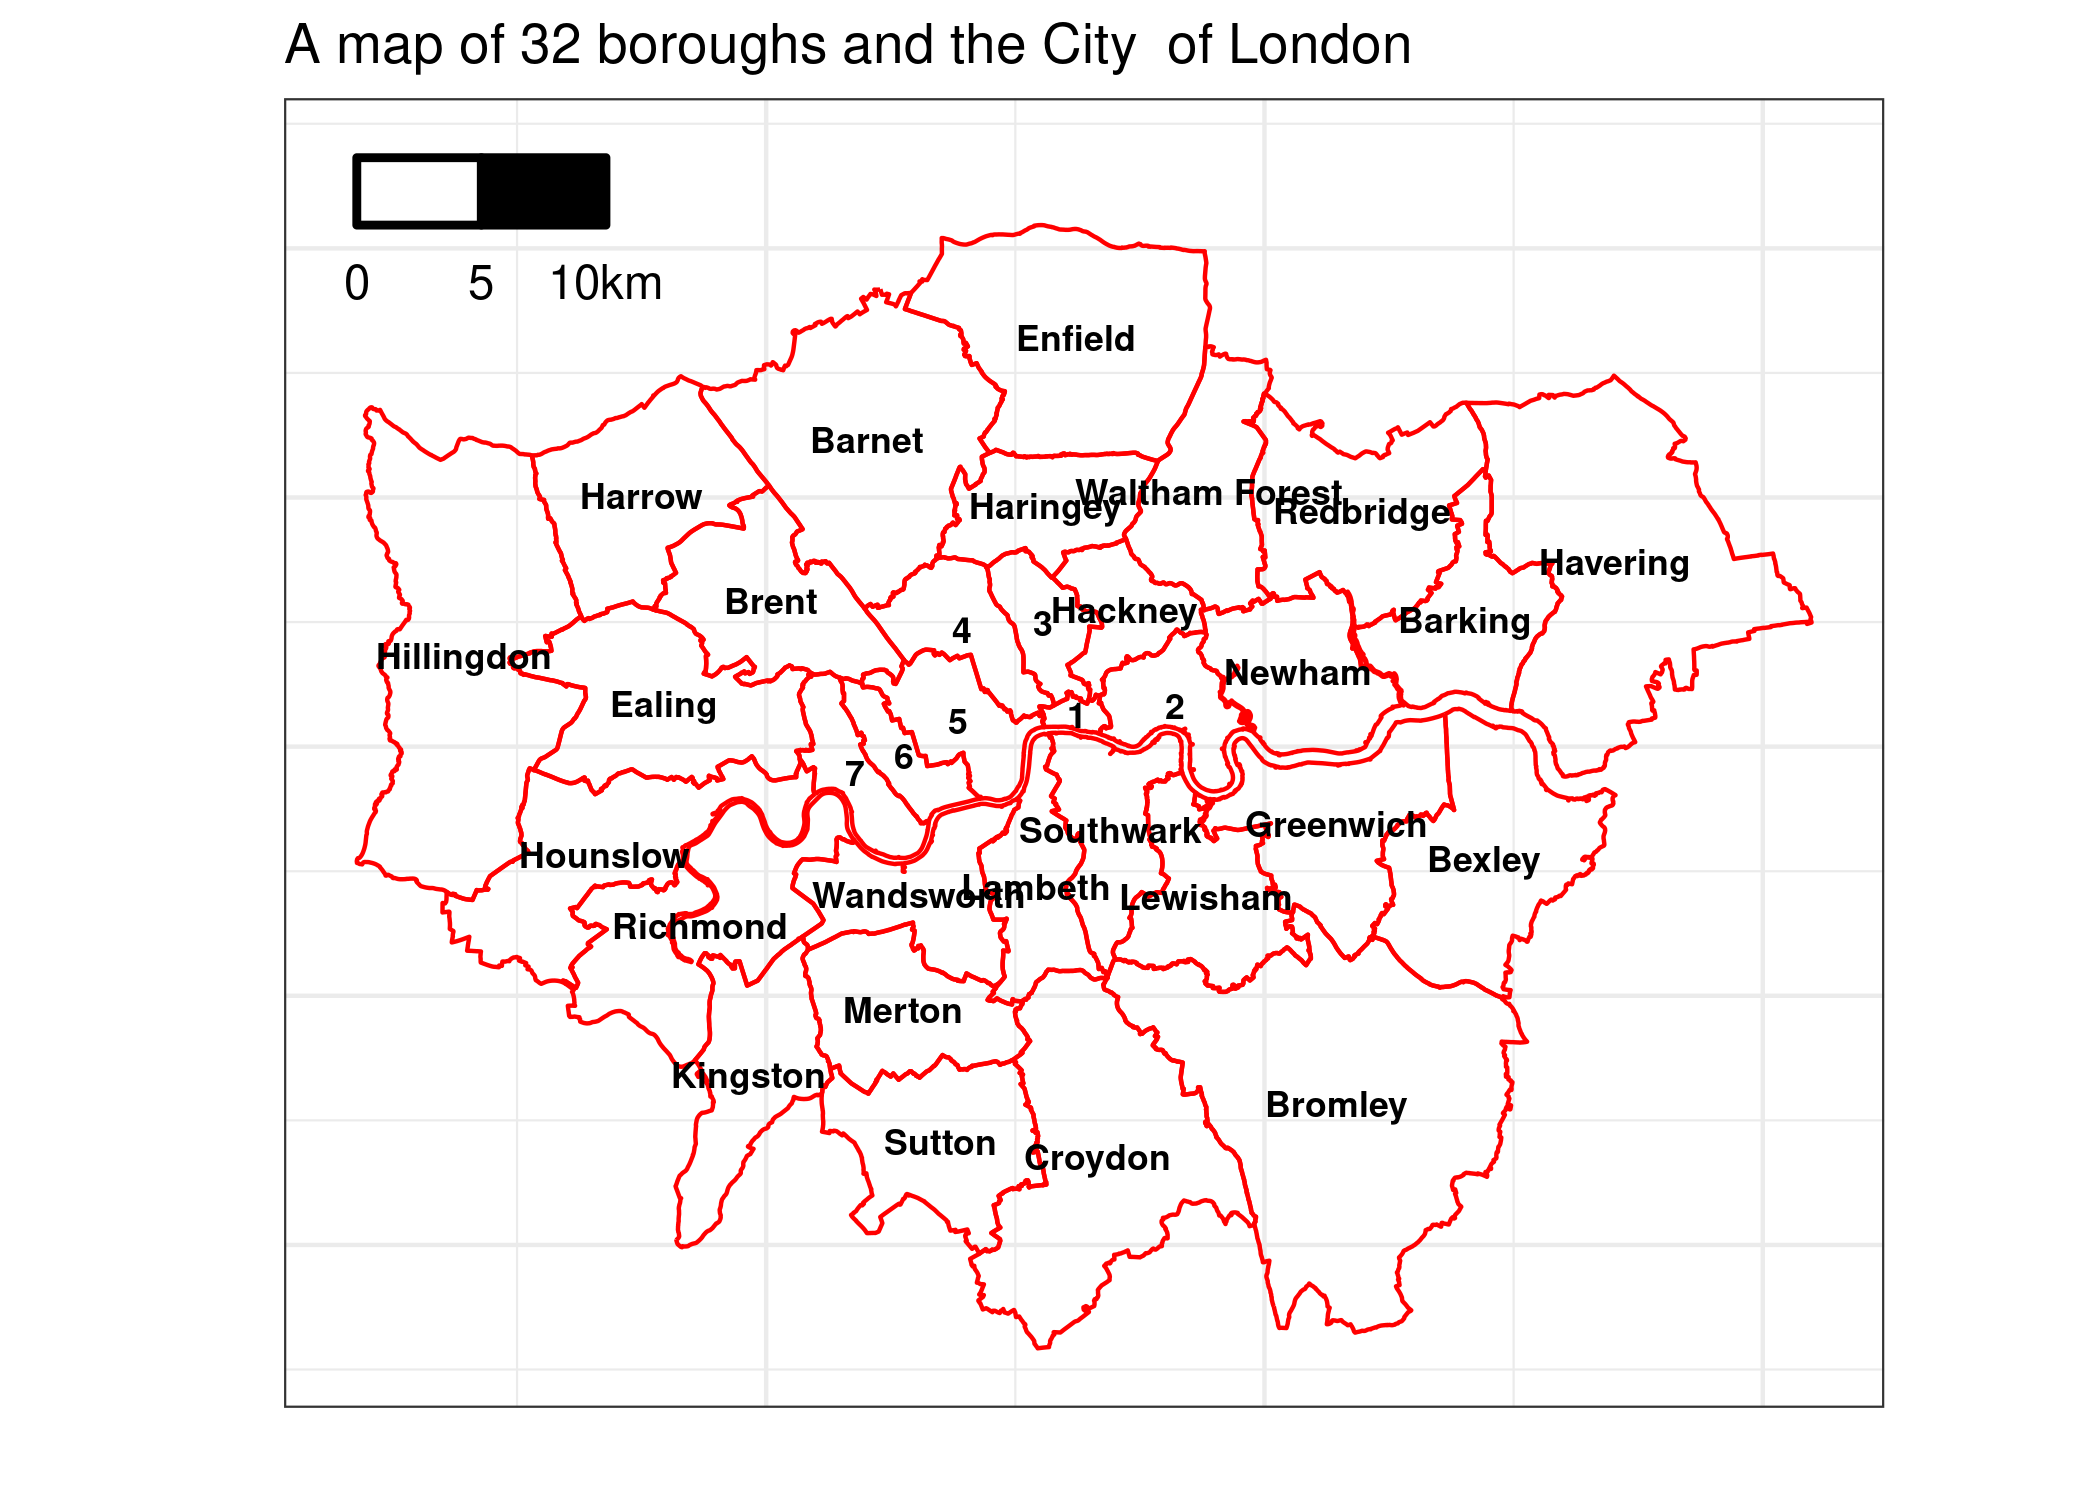 A map of 32 boroughs and the City  of London
0 5 10km
Enfield
Barnet
Harrow
Waltham Forest
Haringey
Redbridge
Havering
Brent
Hackney
3
4
Barking
Hillingdon
Newham
Ealing
2
1
5
6
7
Greenwich
Southwark
Hounslow
Bexley
Lambeth
Wandsworth
Lewisham
Richmond
Merton
Kingston
Bromley
Sutton
Croydon